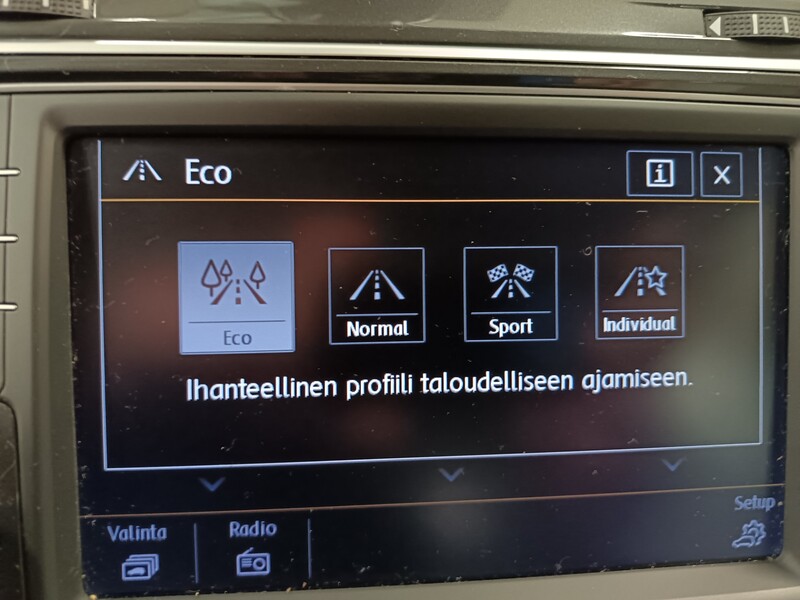 Eco
i X
Eco
Normal
Sport
Individual
Ihanteellinen profiili taloudelliseen ajamiseen.
Valinta
Radio
Setup